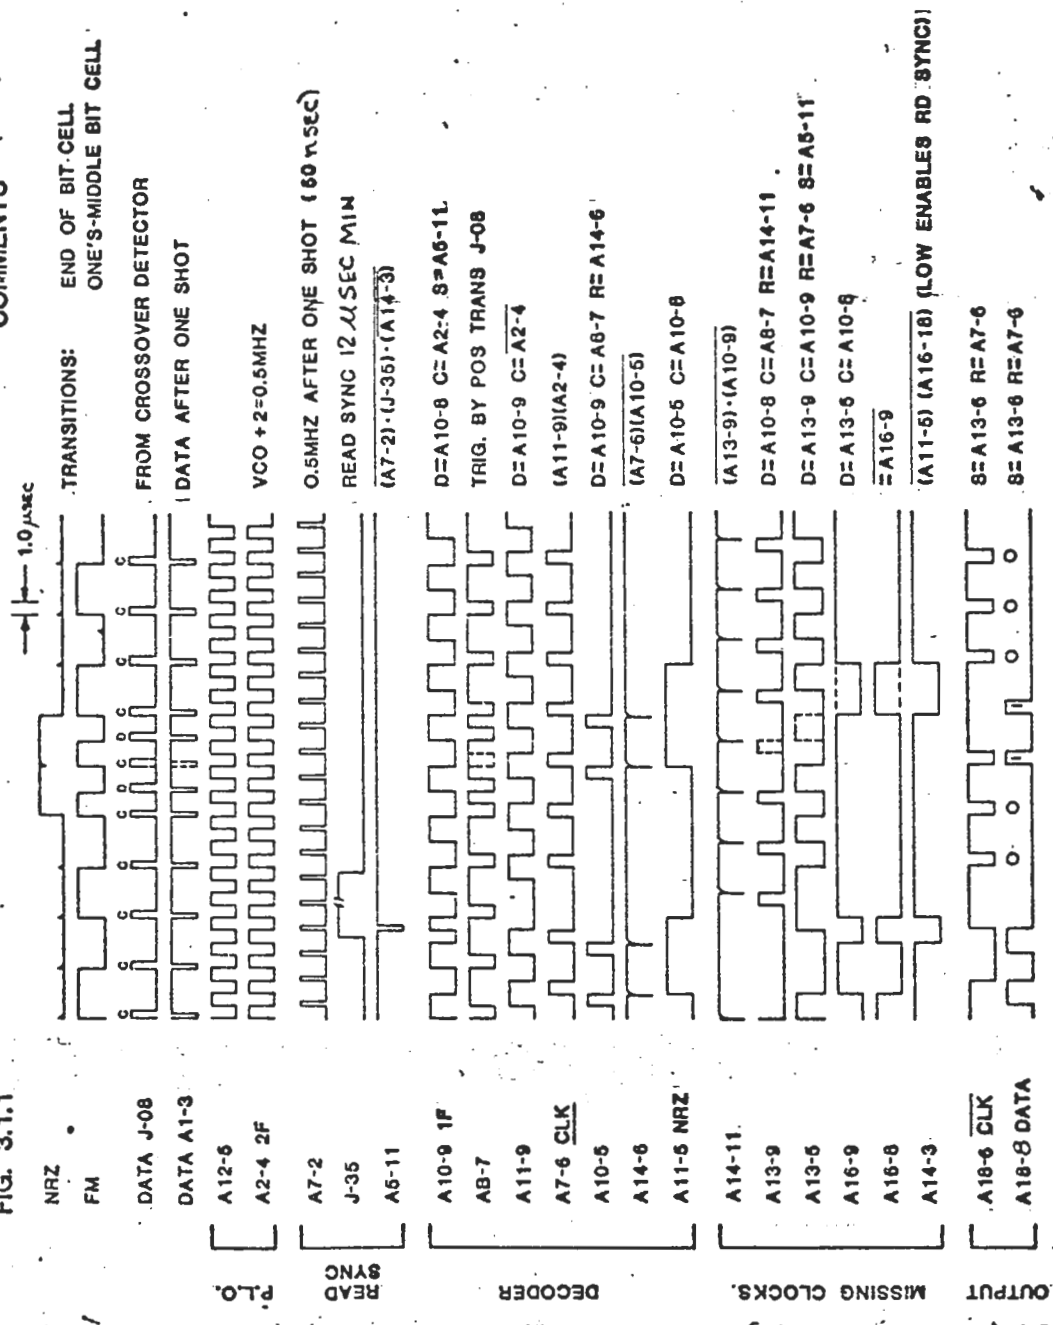 FIG. 3.1.1
COMMENTS
1.0 µSEC
NRZ
TRANSITIONS: END OF BIT CELL
FM
ONE'S-MIDDLE BIT CELL
DATA J-08
C C C C C D C D C C C C
FROM CROSSOVER DETECTOR
DATA A1-3
DATA AFTER ONE SHOT
P.L.O.
A12-5
A2-4 2F
VCO ÷ 2=0.5MHZ
READ SYNC
A7-2
0.5MHZ AFTER ONE SHOT (60 nSEC)
J-35
READ SYNC 12 µSEC MIN
A5-11
(A7-2)·(J-35)·(A14-3)
DECODER
A10-9 1F
D=A10-8 C=A2-4 S=A5-11
A8-7
TRIG. BY POS TRANS J-08
A11-9
D=A10-9 C=A2-4
A7-6 CLK
(A11-9)(A2-4)
A10-5
D=A10-9 C=A8-7 R=A14-6
A14-6
(A7-6)(A10-5)
A11-5 NRZ
D=A10-5 C=A10-8
MISSING CLOCKS.
A14-11
(A13-9)·(A10-9)
A13-9
D=A10-8 C=A8-7 R=A14-11
A13-5
D=A13-9 C=A10-9 R=A7-6 S=A5-11
A16-9
D=A13-5 C=A10-8
A16-8
=A16-9
A14-3
(A11-5) (A16-18) (LOW ENABLES RD SYNC)
OUTPUT
A18-6 CLK
S=A13-6 R=A7-6
A18-8 DATA
O O 1 1 O O O
S=A13-6 R=A7-6